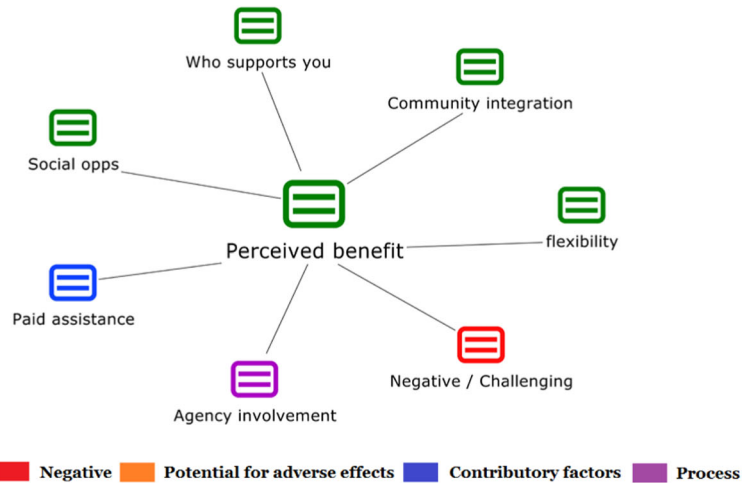 Who supports you
Community integration
Social opps
flexibility
Perceived benefit
Paid assistance
Negative / Challenging
Agency involvement
Negative Potential for adverse effects Contributory factors Process